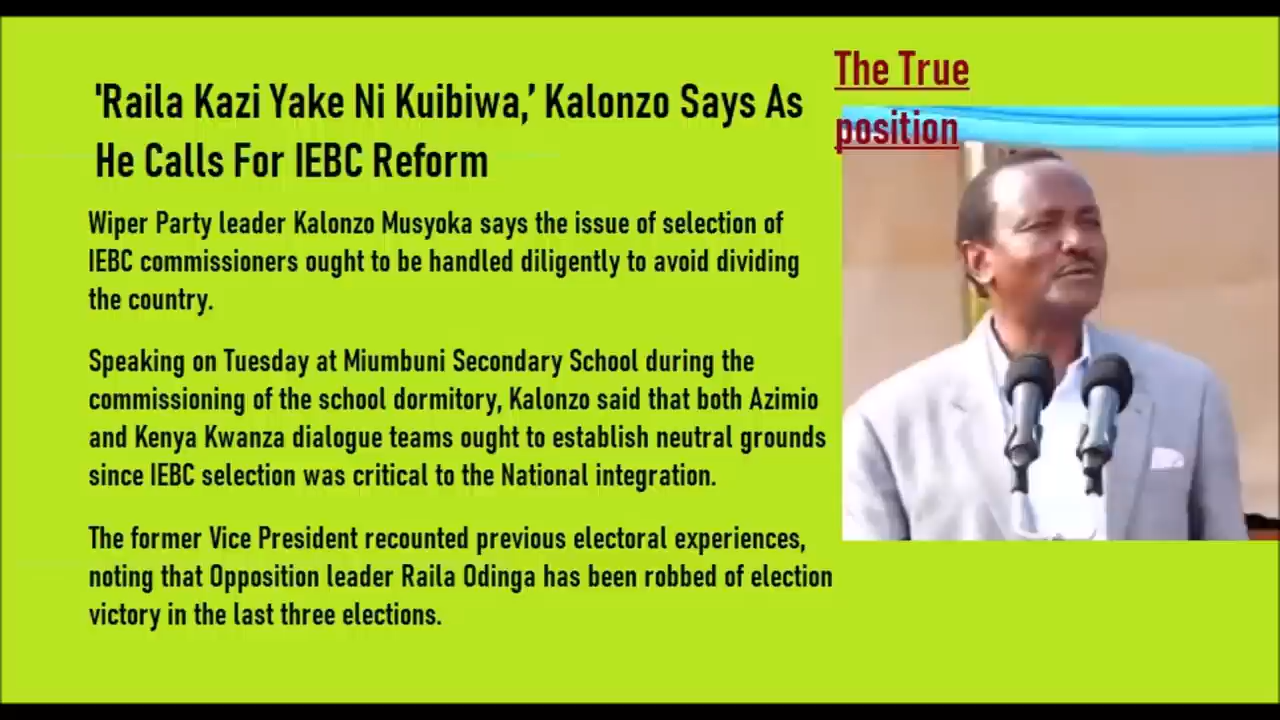 'Raila Kazi Yake Ni Kuibiwa,’ Kalonzo Says As
He Calls For IEBC Reform
Wiper Party leader Kalonzo Musyoka says the issue of selection of
IEBC commissioners ought to be handled diligently to avoid dividing
the country.
Speaking on Tuesday at Miumbuni Secondary School during the
commissioning of the school dormitory, Kalonzo said that both Azimio
and Kenya Kwanza dialogue teams ought to establish neutral grounds
since IEBC selection was critical to the National integration.
The former Vice President recounted previous electoral experiences,
noting that Opposition leader Raila Odinga has been robbed of election
victory in the last three elections.
The True
position